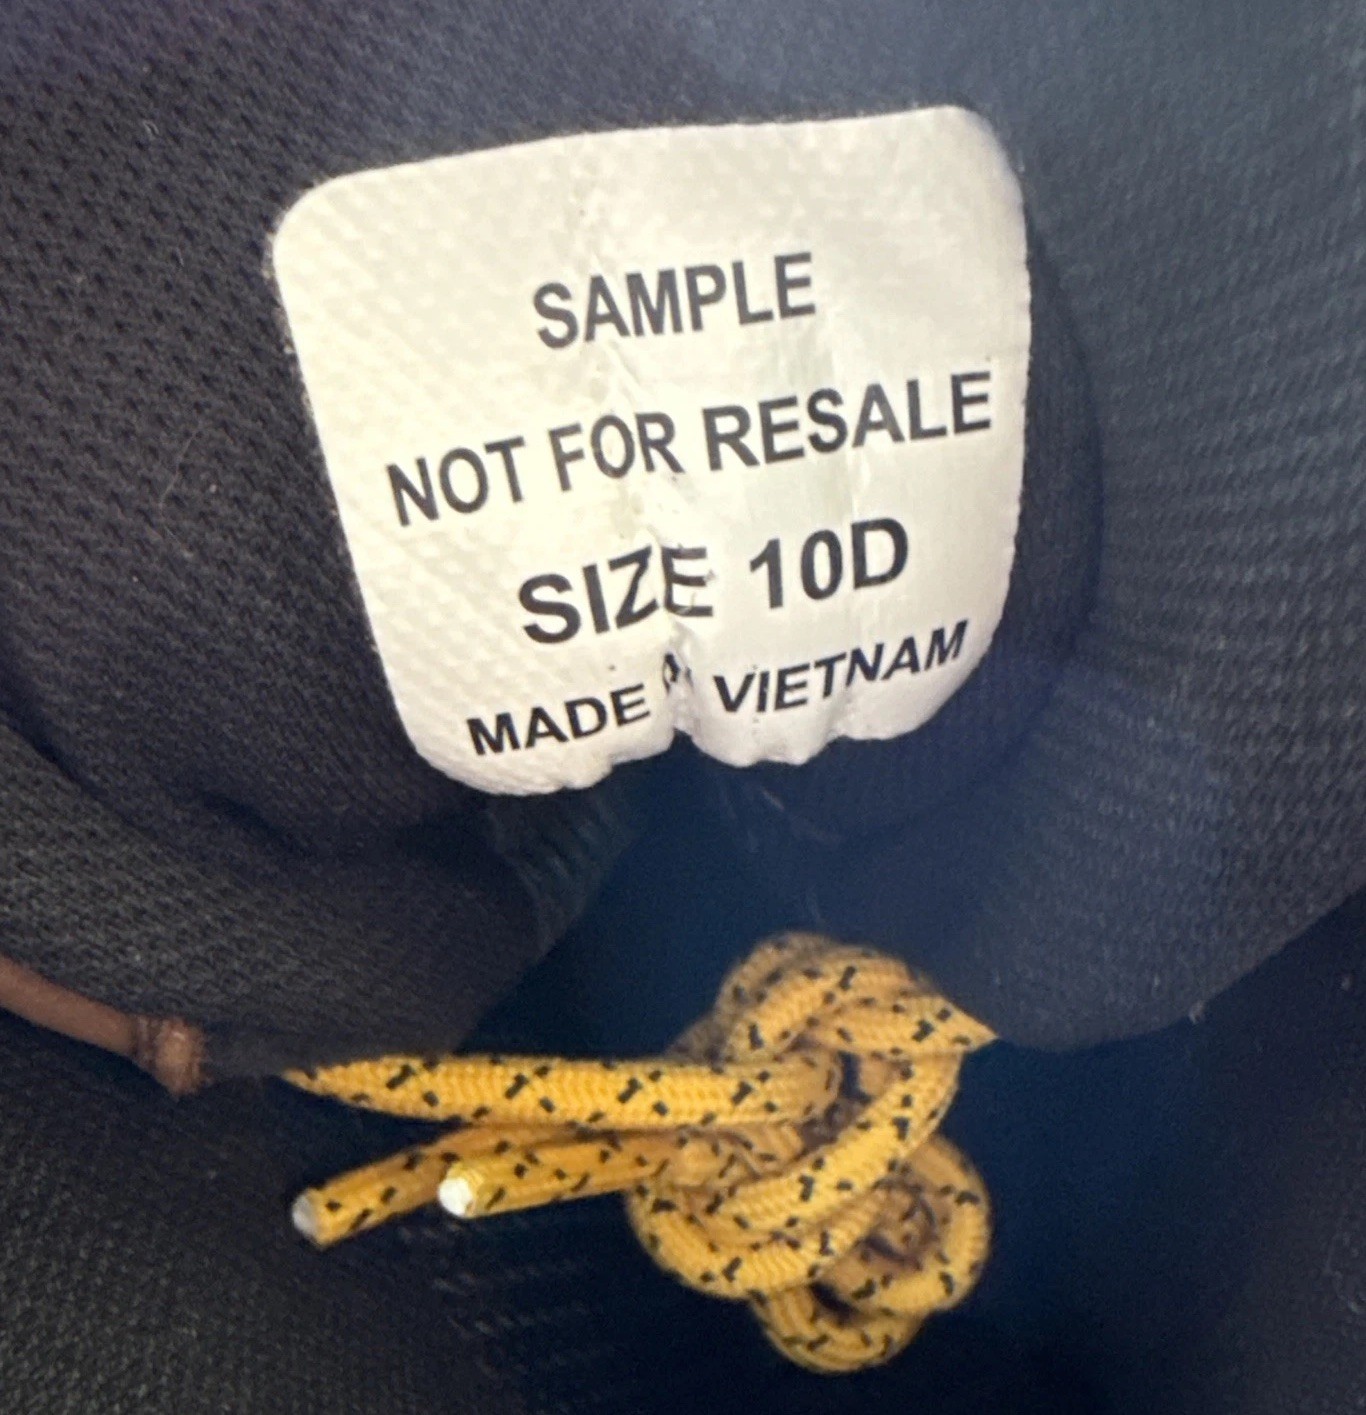 SAMPLE
NOT FOR RESALE
SIZE 10D
MADE VIETNAM